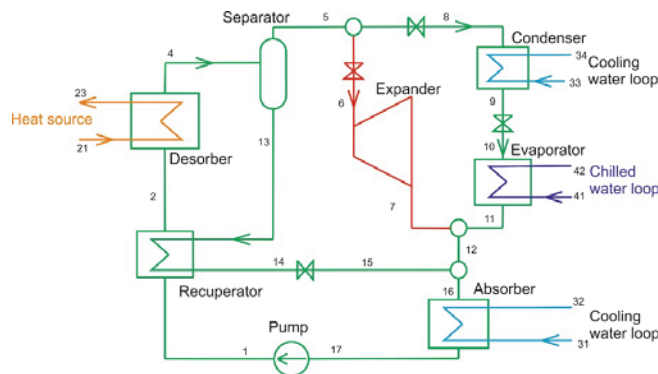 Separator
5
8
Condenser
34
Cooling
water loop
33
4
6
Expander
9
23
Heat source
21
Desorber
13
10
Evaporator
42
Chilled
water loop
41
2
7
11
12
14
15
Recuperator
16
Absorber
32
Cooling
water loop
31
Pump
1
17